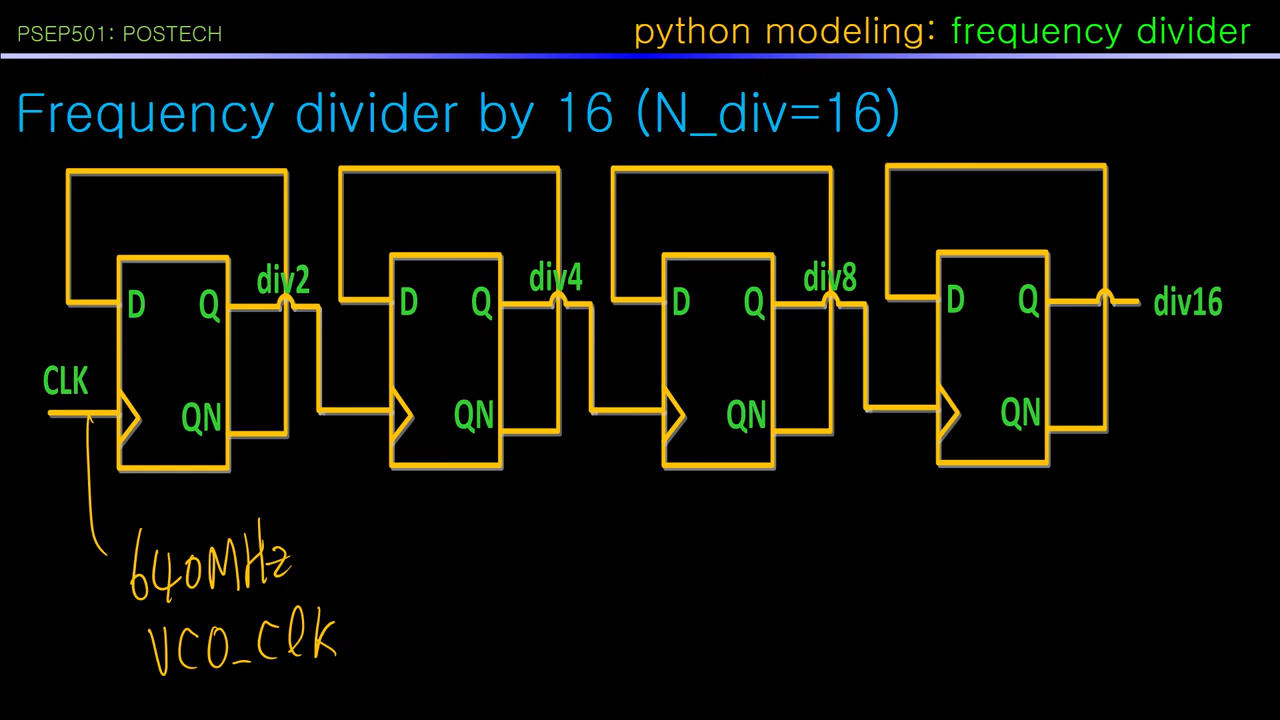 PSEP501: POSTECH
python modeling: frequency divider
Frequency divider by 16 (N_div=16)
div2
div4
div8
D Q
D Q
D Q
D Q
div16
CLK
QN
QN
QN
QN
640MHz
VCO_Clk